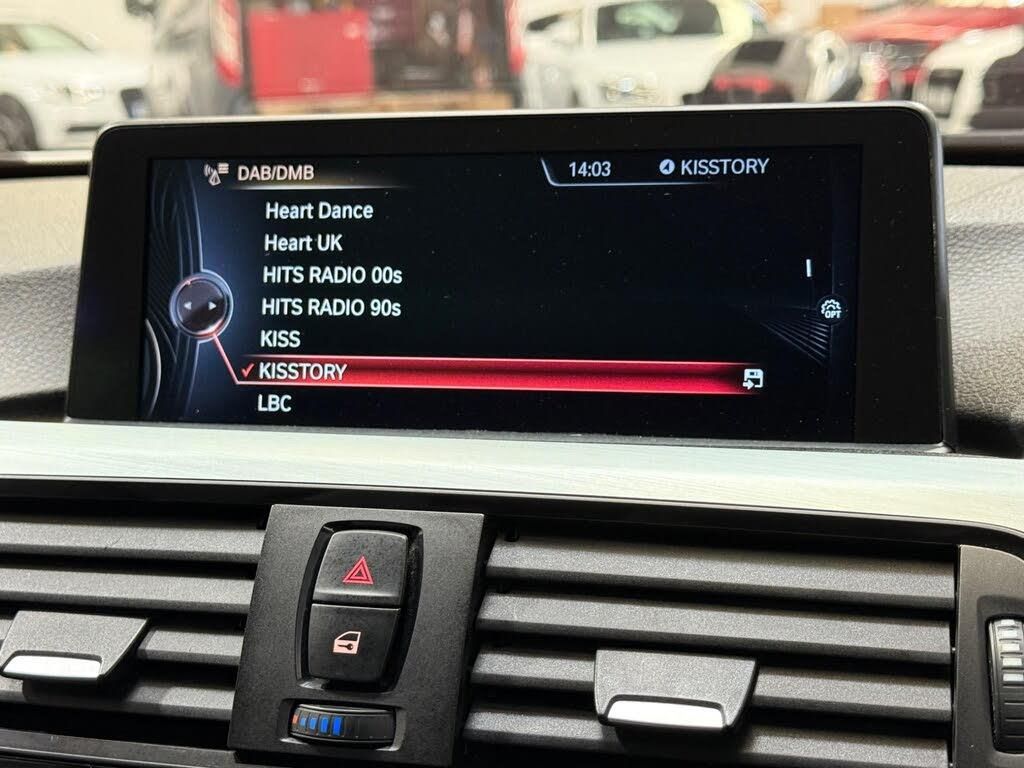 DAB/DMB
14:03
KISSTORY
Heart Dance
Heart UK
HITS RADIO 00s
HITS RADIO 90s
KISS
✓ KISSTORY
LBC
OPT